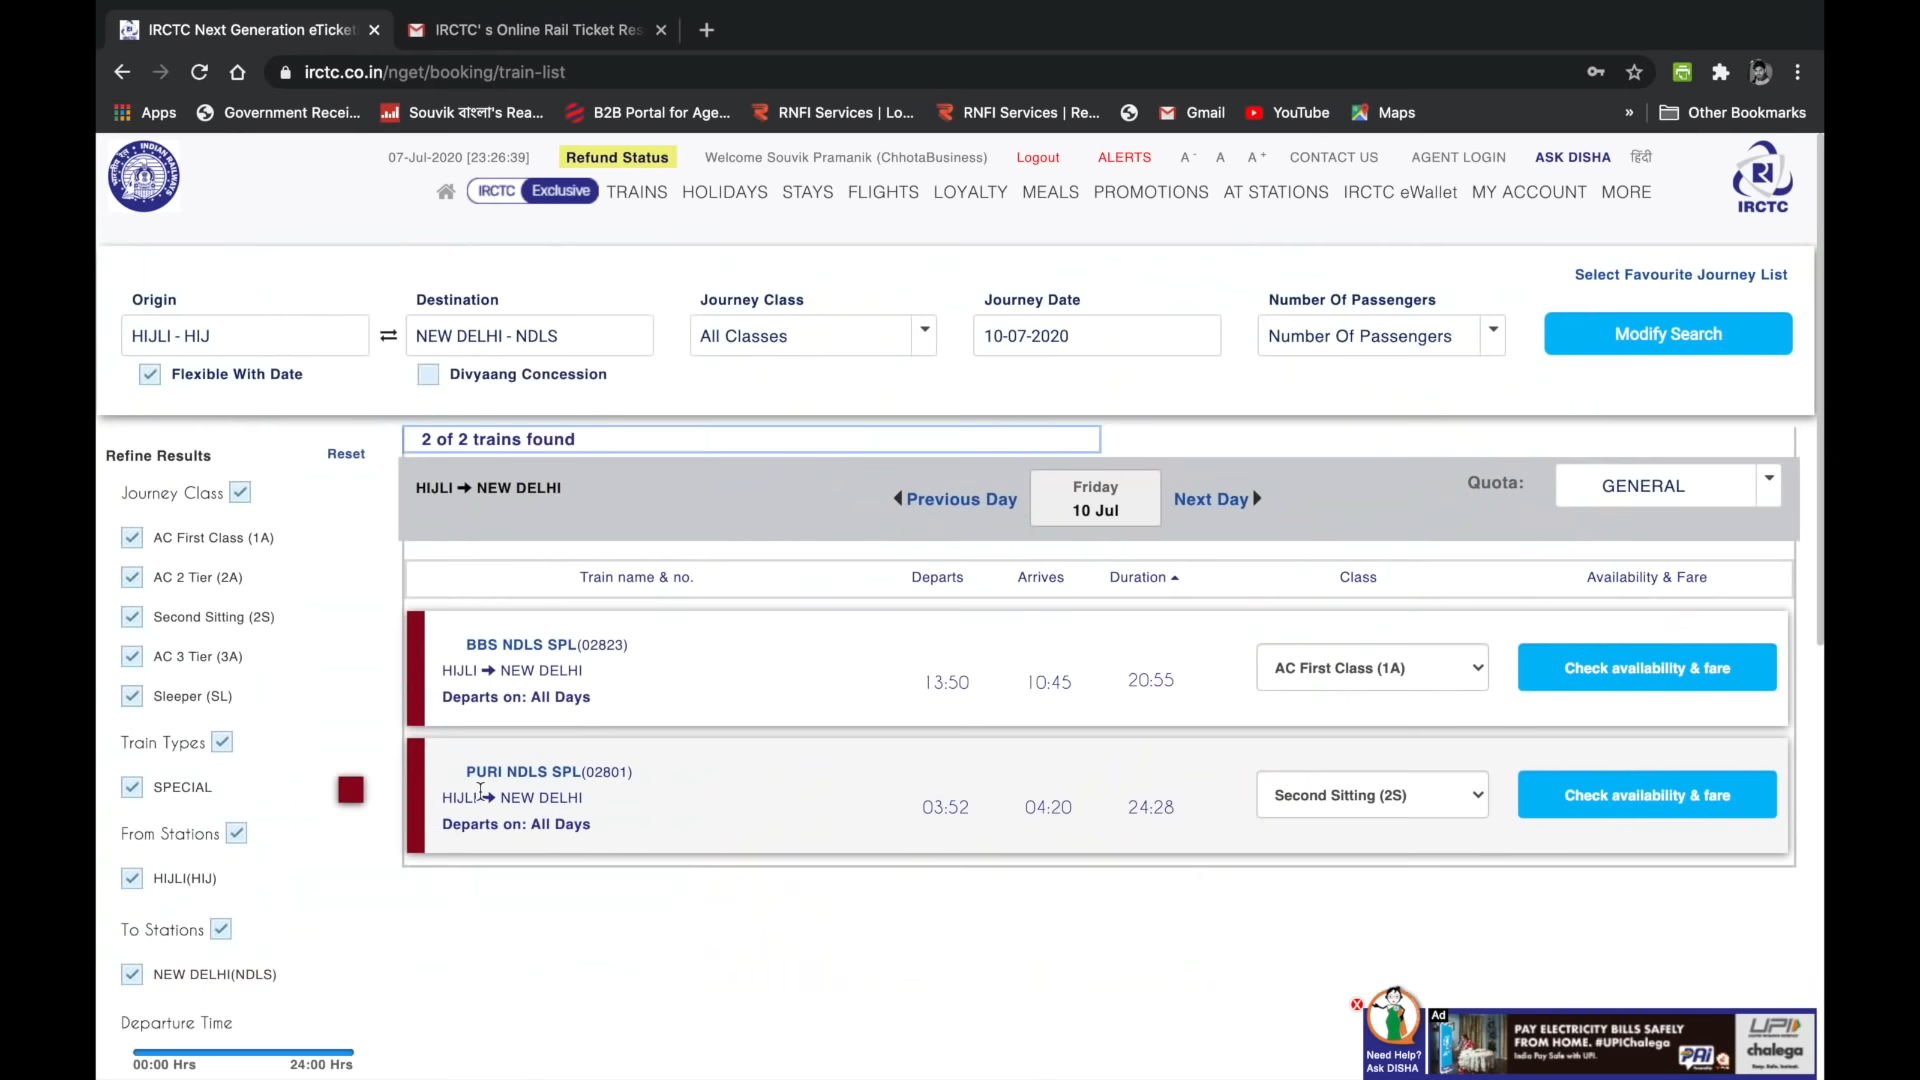 IRCTC Next Generation eTicket
IRCTC' s Online Rail Ticket Res
irctc.co.in/nget/booking/train-list
Apps
Government Recei...
Souvik বাংলা's Rea...
B2B Portal for Age...
RNFI Services | Lo...
RNFI Services | Re...
Gmail
YouTube
Maps
»
Other Bookmarks
07-Jul-2020 [23:26:39]
Refund Status
Welcome Souvik Pramanik (ChhotaBusiness)
Logout
ALERTS
A-
A
A+
CONTACT US
AGENT LOGIN
ASK DISHA
हिंदी
IRCTC Exclusive
TRAINS
HOLIDAYS
STAYS
FLIGHTS
LOYALTY
MEALS
PROMOTIONS
AT STATIONS
IRCTC eWallet
MY ACCOUNT
MORE
IRCTC
Select Favourite Journey List
Origin
Destination
Journey Class
Journey Date
Number Of Passengers
HIJLI - HIJ
NEW DELHI - NDLS
All Classes
10-07-2020
Number Of Passengers
Modify Search
Flexible With Date
Divyaang Concession
2 of 2 trains found
Refine Results
Reset
HIJLI → NEW DELHI
Previous Day
Friday
10 Jul
Next Day
Quota:
GENERAL
Journey Class
AC First Class (1A)
AC 2 Tier (2A)
Second Sitting (2S)
AC 3 Tier (3A)
Sleeper (SL)
Train Types
SPECIAL
From Stations
HIJLI(HIJ)
To Stations
NEW DELHI(NDLS)
Departure Time
00:00 Hrs
24:00 Hrs
Train name & no.
Departs
Arrives
Duration
Class
Availability & Fare
BBS NDLS SPL(02823)
HIJLI → NEW DELHI
Departs on: All Days
13:50
10:45
20:55
AC First Class (1A)
Check availability & fare
PURI NDLS SPL(02801)
HIJLI → NEW DELHI
Departs on: All Days
03:52
04:20
24:28
Second Sitting (2S)
Check availability & fare
Need Help?
Ask DISHA
Ad
PAY ELECTRICITY BILLS SAFELY
FROM HOME. #UPIChalega
India Pay Safe with UPI.
PAi
UPI
chalega
Easy. Safe. Instant.